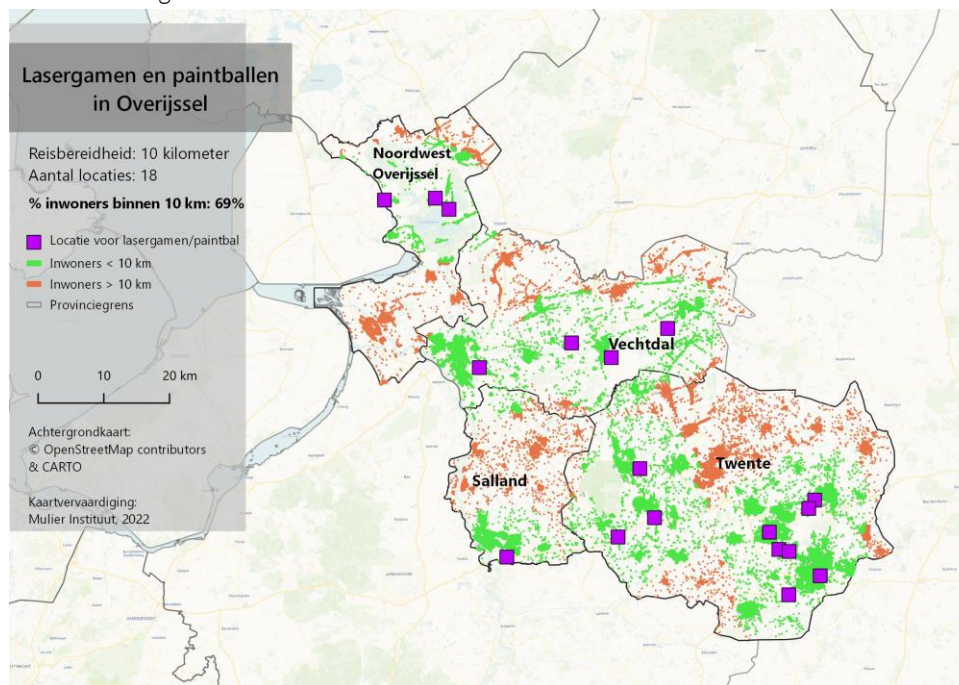 Lasergamen en paintballen
in Overijssel
Reisbereidheid: 10 kilometer
Aantal locaties: 18
% inwoners binnen 10 km: 69%
Locatie voor lasergamen/paintbal
Inwoners < 10 km
Inwoners > 10 km
Provinciegrens
0 10 20 km
Achtergrondkaart:
© OpenStreetMap contributors
& CARTO
Kaartvervaardiging:
Mulier Instituut, 2022
Noordwest
Overijssel
Vechtdal
Salland
Twente